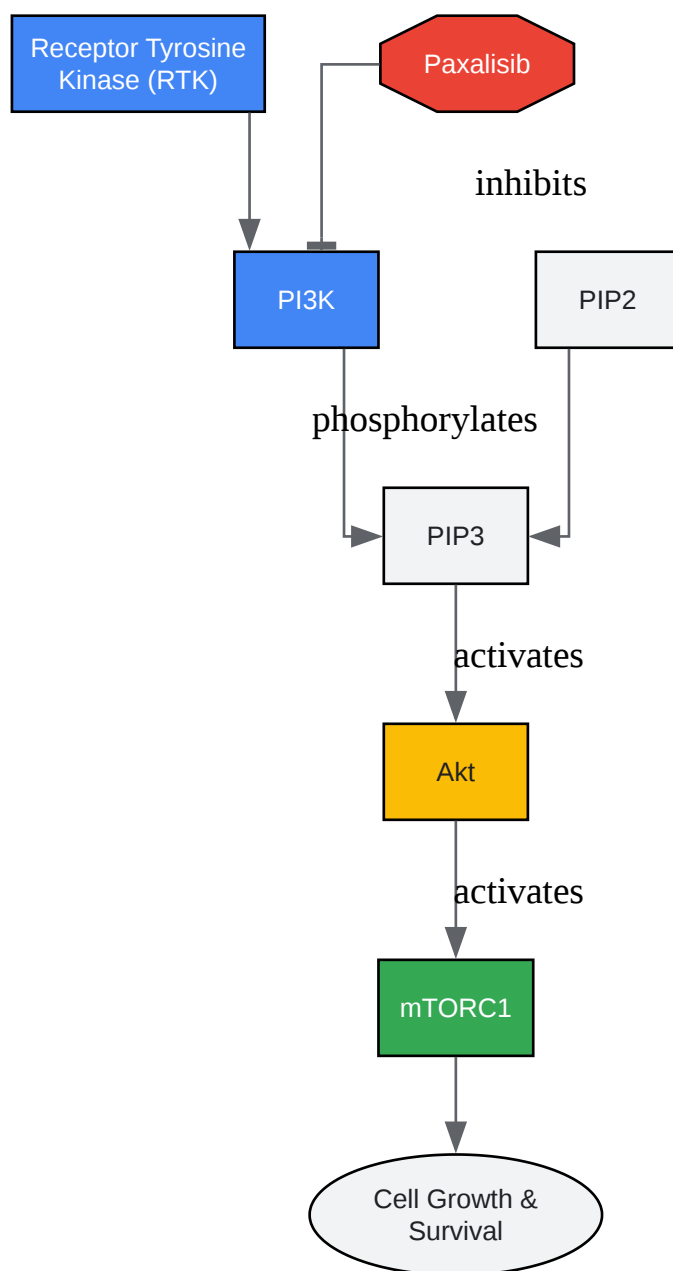 Receptor Tyrosine
Kinase (RTK)
Paxalisib
inhibits
PI3K
PIP2
phosphorylates
PIP3
activates
Akt
activates
mTORC1
Cell Growth &
Survival